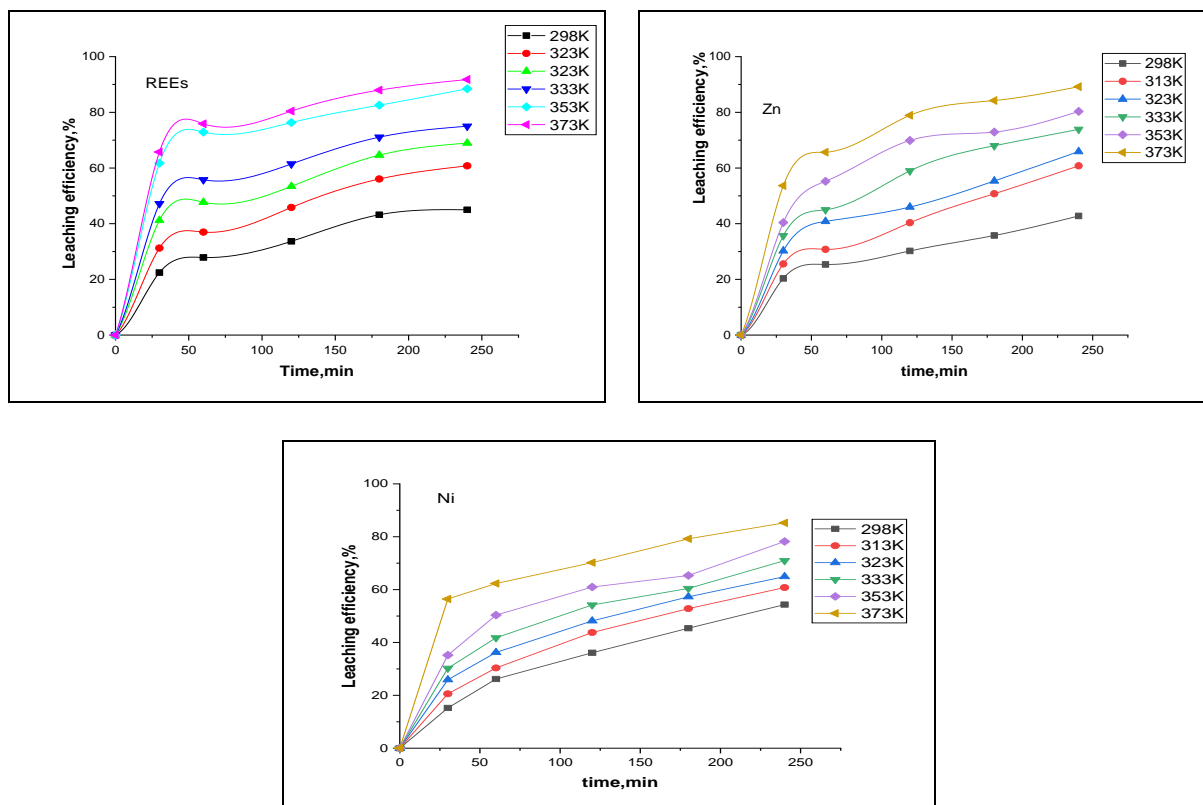 REEs
298K
323K
323K
333K
353K
373K
Leaching efficiency,%
100
80
60
40
20
0
0 50 100 150 200 250
Time,min
Zn
298K
313K
323K
333K
353K
373K
Leaching efficiency,%
100
80
60
40
20
0
0 50 100 150 200 250
time,min
Ni
298K
313K
323K
333K
353K
373K
Leaching efficiency,%
100
80
60
40
20
0
0 50 100 150 200 250
time,min